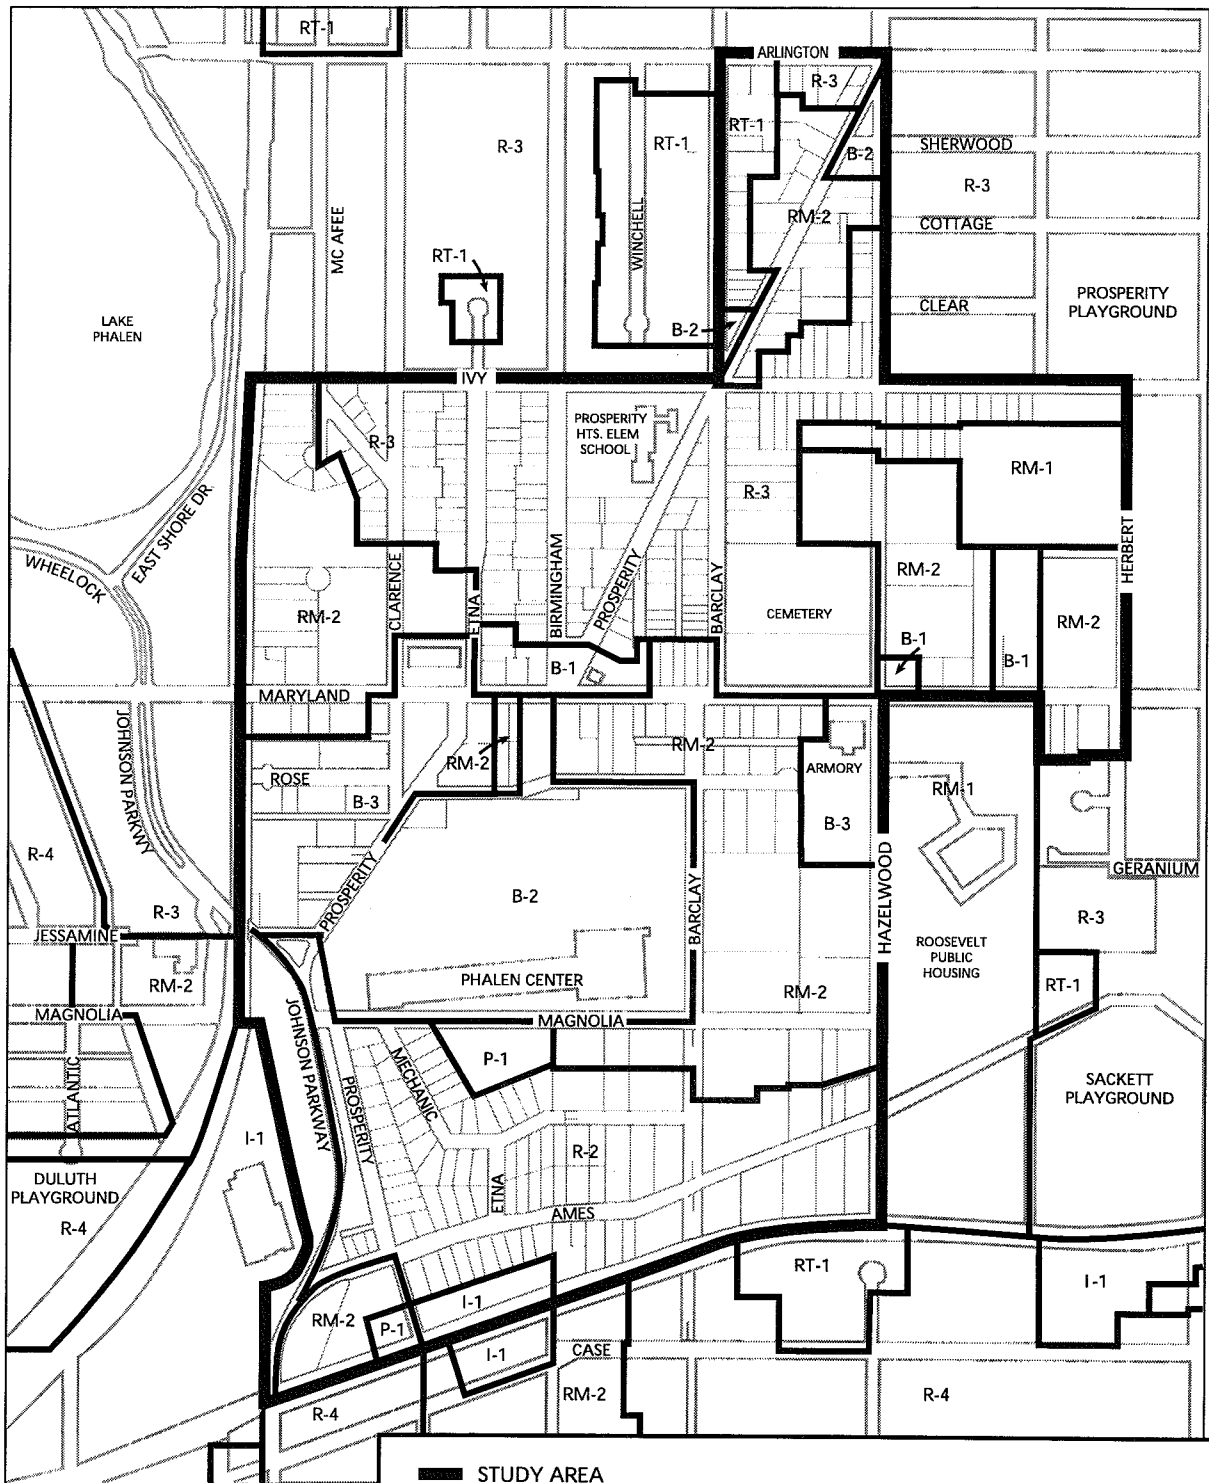 RT-1
ARLINGTON
R-3
RT-1
R-3
RT-1
B-2
SHERWOOD
R-3
MC AFEE
WINCHELL
RM-2
COTTAGE
RT-1
PROSPERITY
PLAYGROUND
CLEAR
LAKE
PHALEN
B-2
IVY
PROSPERITY
HTS. ELEM
SCHOOL
R-3
RM-1
R-3
EAST SHORE DR
WHEELOCK
HERBERT
CLARENCE
ETNA
BIRMINGHAM
PROSPERITY
BARCLAY
RM-2
RM-2
CEMETERY
RM-2
B-1
B-1
B-1
MARYLAND
JOHNSON PARKWY
RM-2
RM-2
ARMORY
ROSE
RM-1
B-3
B-3
R-4
PROSPERITY
GERANIUM
B-2
BARCLAY
HAZELWOOD
R-3
R-3
JESSAMINE
ROOSEVELT
PUBLIC
HOUSING
RM-2
PHALEN CENTER
RM-2
RT-1
MAGNOLIA
MAGNOLIA
JOHNSON PARKWAY
P-1
MECHANIC
PROSPERITY
ATLANTIC
SACKETT
PLAYGROUND
I-1
R-2
DULUTH
PLAYGROUND
ETNA
R-4
AMES
RT-1
I-1
I-1
RM-2
P-1
I-1
CASE
RM-2
R-4
R-4
STUDY AREA